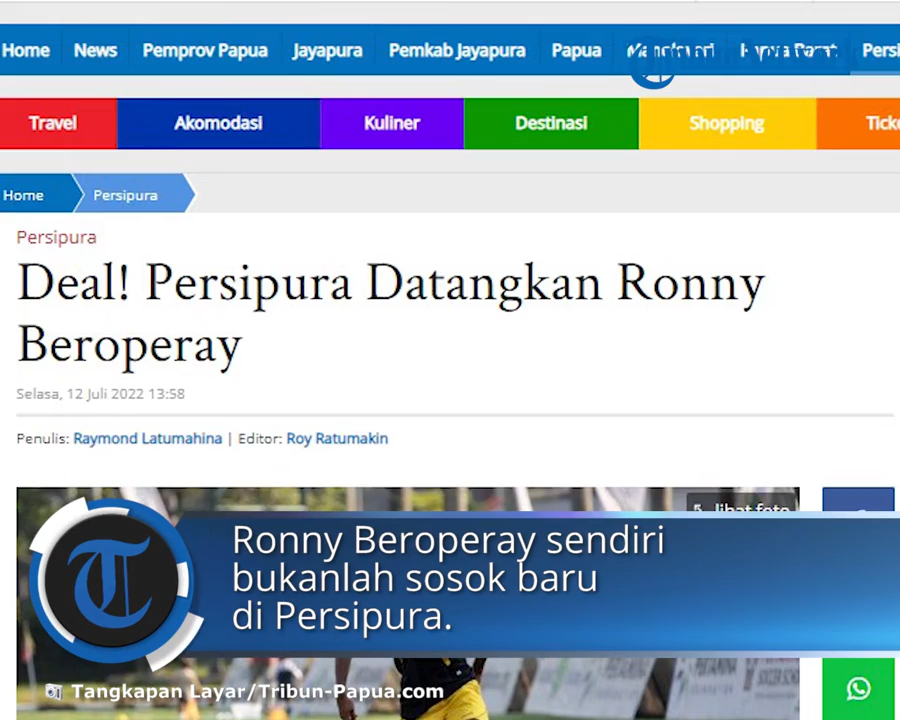 Home News Pemprov Papua Jayapura Pemkab Jayapura Papua
Travel Akomodasi Kuliner Destinasi Shopping
Home Persipura
Persipura
Deal! Persipura Datangkan Ronny
Beroperay
Selasa, 12 Juli 2022 13:58
Penulis: Raymond Latumahina | Editor: Roy Ratumakin
Ronny Beroperay sendiri
bukanlah sosok baru
di Persipura.
Tangkapan Layar/Tribun-Papua.com